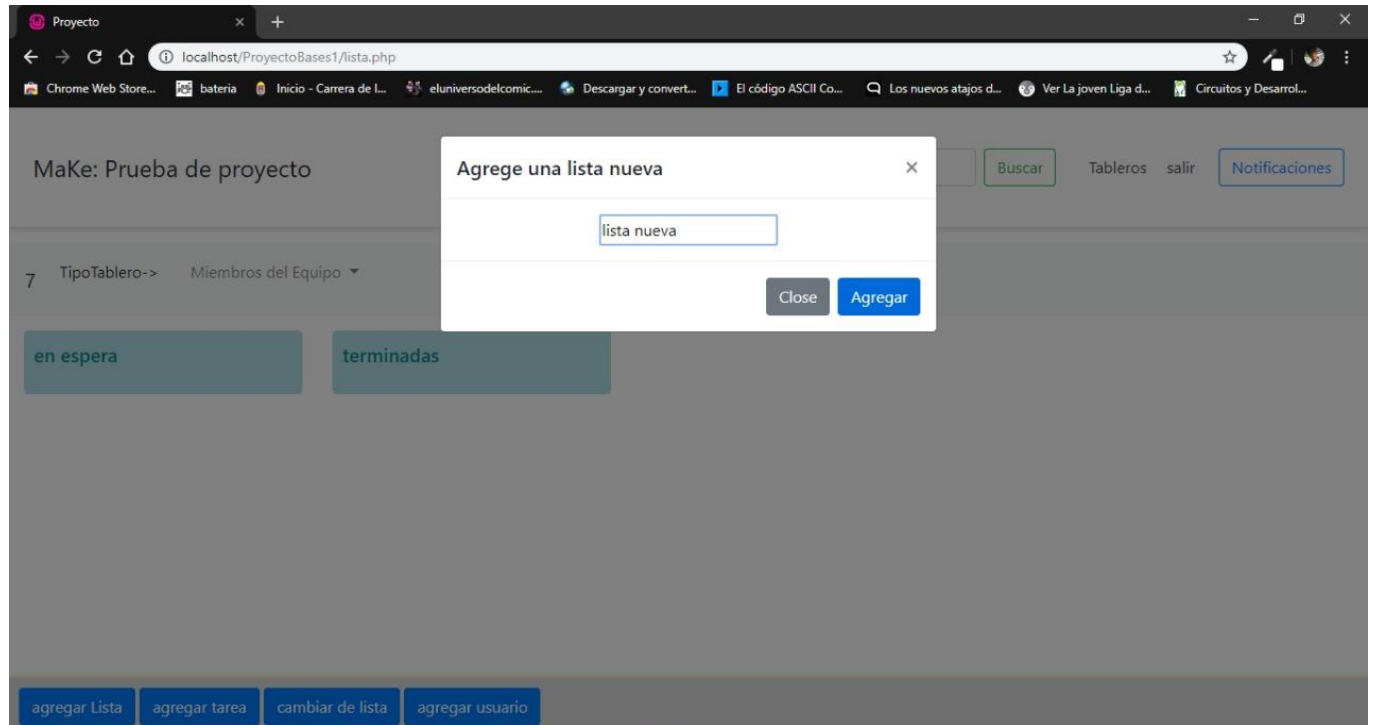 Proyecto
localhost/ProyectoBases1/lista.php
Chrome Web Store... bateria Inicio - Carrera de l... eluniversodelcomic.... Descargar y convert... El código ASCII Co... Los nuevos atajos d... Ver La joven Liga d... Circuitos y Desarrol...
MaKe: Prueba de proyecto
Agrege una lista nueva
Buscar Tableros salir Notificaciones
lista nueva
7 TipoTablero-> Miembros del Equipo
Close Agregar
en espera terminadas
agregar Lista agregar tarea cambiar de lista agregar usuario